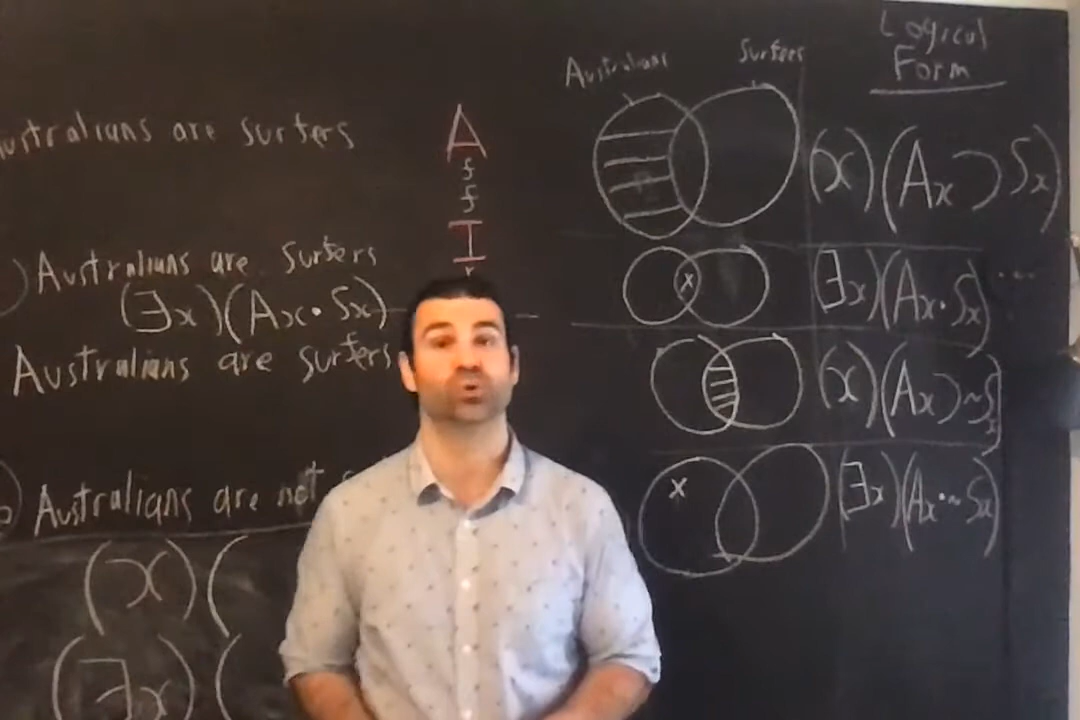 Logical
Form
Australians Surfers
ustralians are surfers
A
f
f
I
r
(x)(Ax ⊃ Sx)
) Australians are surfers
(∃x)(Ax · Sx)
x
(∃x)(Ax · Sx) ...
Australians are surfers
(x)(Ax ⊃ ~Sx)
Australians are not
x
(∃x)(Ax · ~Sx)
(x)(
(∃x)(